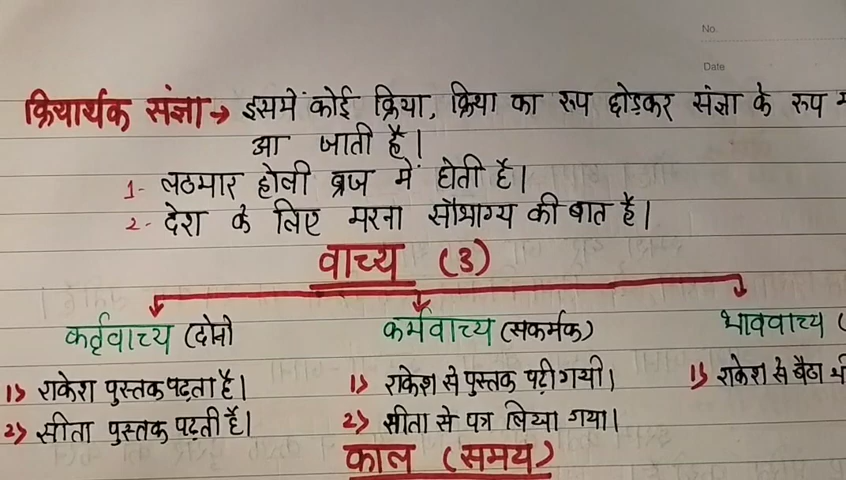 No.
Date
क्रियार्थक संज्ञा → इसमें कोई क्रिया, क्रिया का रूप छोड़कर संज्ञा के रूप
आ जाती है।
1- लठमार होली ब्रज में होती है।
2- देश के लिए मरना सौभाग्य की बात है।
वाच्य (3)
कर्तृवाच्य (दोनों कर्मवाच्य (सकर्मक) भाववाच्य (
1> राकेश पुस्तक पढ़ता है। 1> राकेश से पुस्तक पढ़ी गयी। 1> राकेश से बैठा
2> सीता पुस्तक पढ़ती है। 2> सीता से पत्र लिखा गया।
काल (समय)